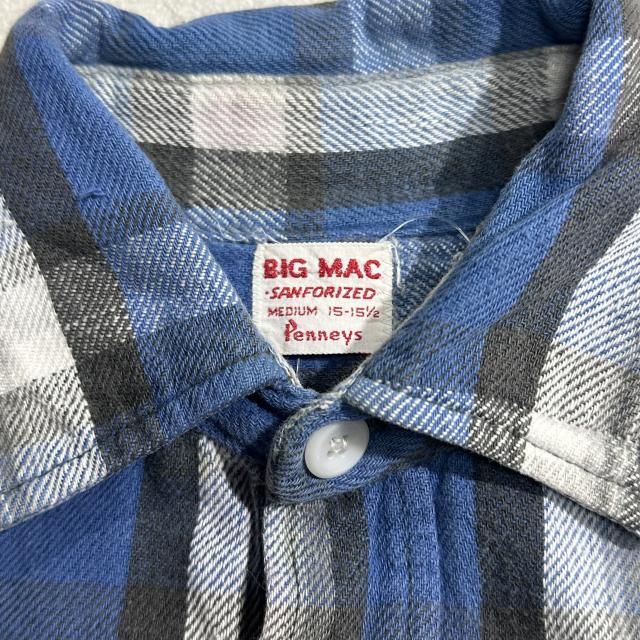 BIG MAC
·SANFORIZED
MEDIUM 15-15½
Penneys